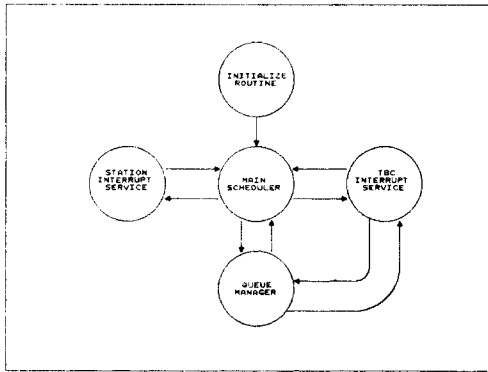 INITIALIZE
ROUTINE
STATION
INTERRUPT
SERVICE
MAIN
SCHEDULER
TBC
INTERRUPT
SERVICE
QUEUE
MANAGER